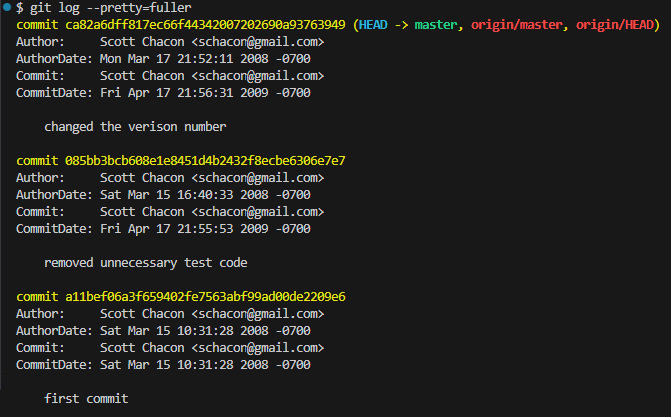 $ git log --pretty=fuller
commit ca82a6dff817ec66f44342007202690a93763949 (HEAD -> master, origin/master, origin/HEAD)
Author:     Scott Chacon <schacon@gmail.com>
AuthorDate: Mon Mar 17 21:52:11 2008 -0700
Commit:     Scott Chacon <schacon@gmail.com>
CommitDate: Fri Apr 17 21:56:31 2009 -0700
changed the verison number
commit 085bb3bcb608e1e8451d4b2432f8ecbe6306e7e7
Author:     Scott Chacon <schacon@gmail.com>
AuthorDate: Sat Mar 15 16:40:33 2008 -0700
Commit:     Scott Chacon <schacon@gmail.com>
CommitDate: Fri Apr 17 21:55:53 2009 -0700
removed unnecessary test code
commit a11bef06a3f659402fe7563abf99ad00de2209e6
Author:     Scott Chacon <schacon@gmail.com>
AuthorDate: Sat Mar 15 10:31:28 2008 -0700
Commit:     Scott Chacon <schacon@gmail.com>
CommitDate: Sat Mar 15 10:31:28 2008 -0700
first commit